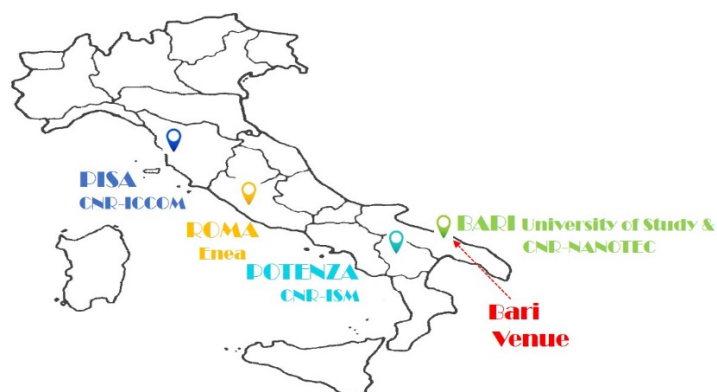 PISA
CNR-ICCOM
ROMA
Enea
POTENZA
CNR-ISM
BARI University of Study &
CNR-NANOTEC
Bari
Venue